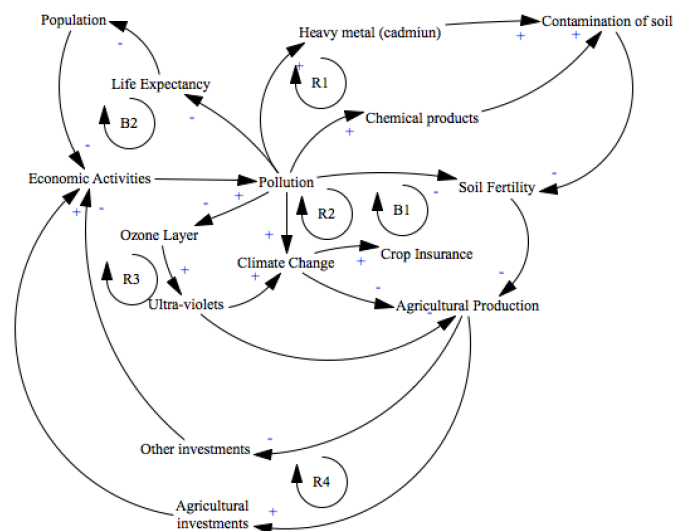 Population
Contamination of soil
Heavy metal (cadmiun)
-
+
+
+
R1
Life Expectancy
B2
-
Chemical products
+
-
Economic Activities
Pollution
Soil Fertility
-
-
+
-
+
-
-
R2
B1
Ozone Layer
+
Crop Insurance
Climate Change
+
R3
+
+
-
-
Ultra-violets
-
Agricultural Production
Other investments
-
R4
Agricultural
investments
+